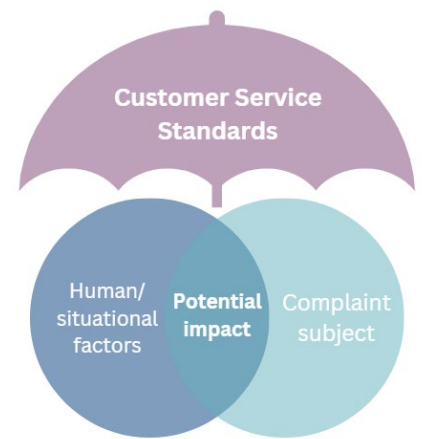 Customer Service
Standards
Human/
situational
factors
Potential
impact
Complaint
subject